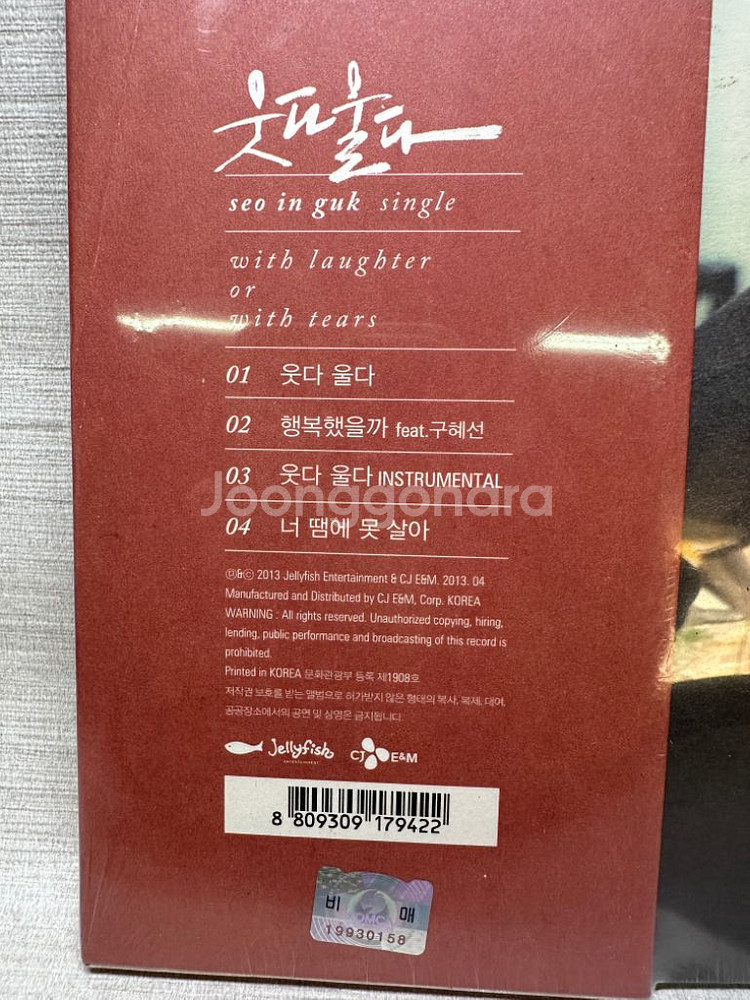 웃다울다
seo in guk single
with laughter
or
with tears
01 웃다 울다
02 행복했을까 feat.구혜선
03 웃다 울다 INSTRUMENTAL
Joonggonara
04 너 땜에 못 살아
ⓟ&ⓒ 2013 Jellyfish Entertainment & CJ E&M. 2013. 04
Manufactured and Distributed by CJ E&M, Corp. KOREA
WARNING : All rights reserved. Unauthorized copying, hiring,
lending, public performance and broadcasting of this record is
prohibited.
Printed in KOREA 문화관광부 등록 제1908호
저작권 보호를 받는 앨범으로 허가받지 않은 형태의 복사, 복제, 대여,
공공장소에서의 공연 및 상영은 금지됩니다.
Jellyfish ENTERTAINMENT CJ E&M
8 809309 179422
비 매
DMC
19930158